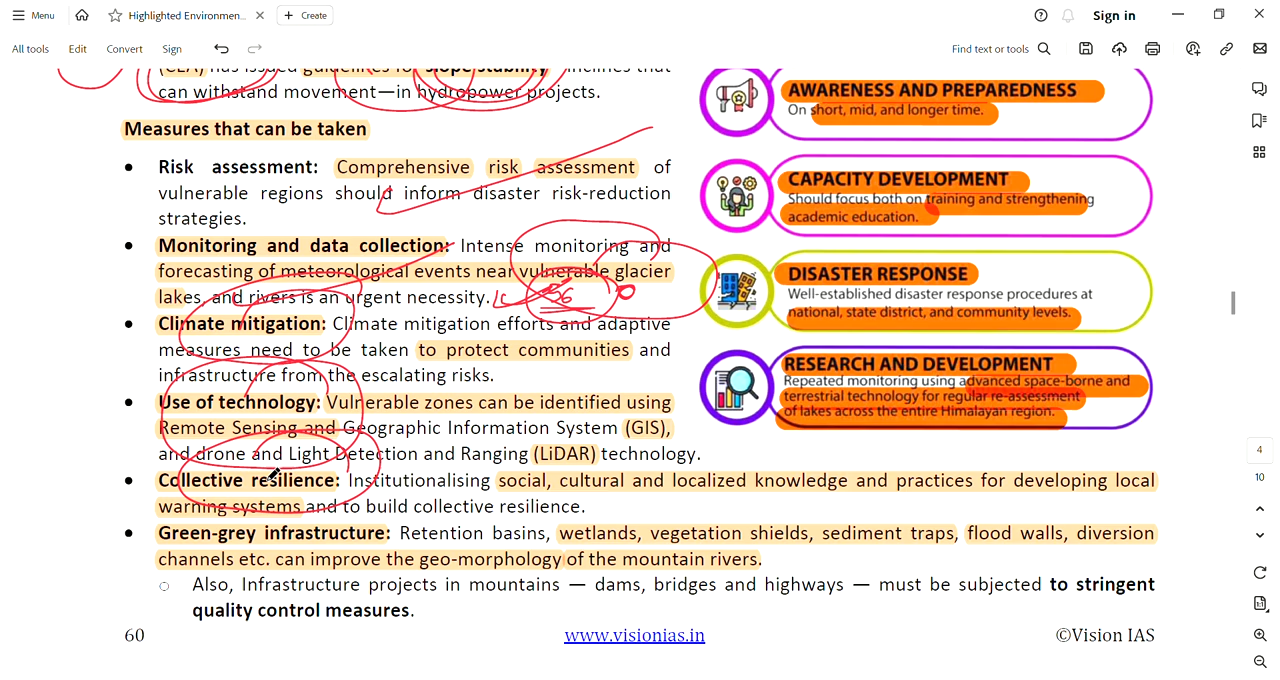 Menu
Highlighted Environmen...
Create
Sign in
All tools Edit Convert Sign
Find text or tools
(CEA) has issued guidelines for slope stability—inclines that
can withstand movement—in hydropower projects.
Measures that can be taken
Risk assessment: Comprehensive risk assessment of
vulnerable regions should inform disaster risk-reduction
strategies.
Monitoring and data collection: Intense monitoring and
forecasting of meteorological events near vulnerable glacier
lakes, and rivers is an urgent necessity.
Climate mitigation: Climate mitigation efforts and adaptive
measures need to be taken to protect communities and
infrastructure from the escalating risks.
Use of technology: Vulnerable zones can be identified using
Remote Sensing and Geographic Information System (GIS),
and drone and Light Detection and Ranging (LiDAR) technology.
Collective resilience: Institutionalising social, cultural and localized knowledge and practices for developing local
warning systems and to build collective resilience.
Green-grey infrastructure: Retention basins, wetlands, vegetation shields, sediment traps, flood walls, diversion
channels etc. can improve the geo-morphology of the mountain rivers.
Also, Infrastructure projects in mountains — dams, bridges and highways — must be subjected to stringent
quality control measures.
AWARENESS AND PREPAREDNESS
On short, mid, and longer time.
CAPACITY DEVELOPMENT
Should focus both on training and strengthening
academic education.
DISASTER RESPONSE
Well-established disaster response procedures at
national, state district, and community levels.
RESEARCH AND DEVELOPMENT
Repeated monitoring using advanced space-borne and
terrestrial technology for regular re-assessment
of lakes across the entire Himalayan region.
60
www.visionias.in
©Vision IAS
4
10